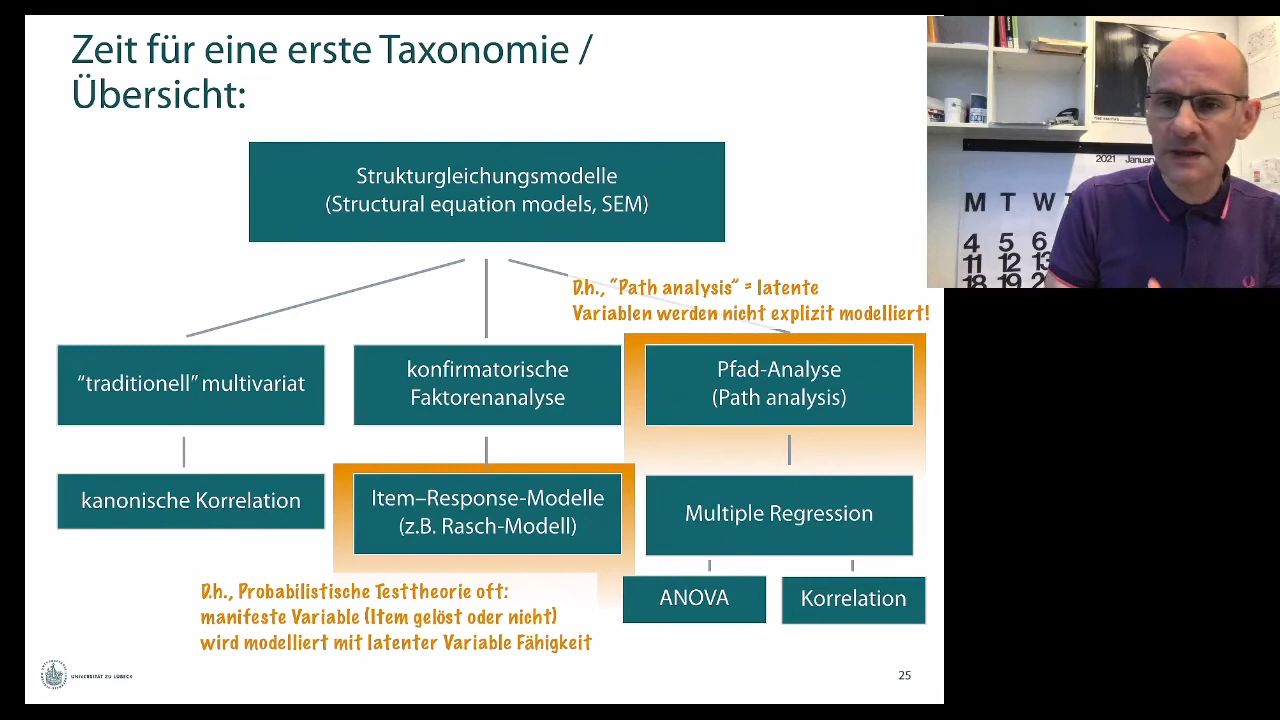 Zeit für eine erste Taxonomie /
Übersicht:
Strukturgleichungsmodelle
(Structural equation models, SEM)
D.h., “Path analysis” = latente
Variablen werden nicht explizit modelliert!
“traditionell” multivariat
konfirmatorische
Faktorenanalyse
Pfad-Analyse
(Path analysis)
kanonische Korrelation
Item–Response-Modelle
(z.B. Rasch-Modell)
Multiple Regression
ANOVA
Korrelation
D.h., Probabilistische Testtheorie oft:
manifeste Variable (Item gelöst oder nicht)
wird modelliert mit latenter Variable Fähigkeit
UNIVERSITÄT ZU LÜBECK
25
2021 January
M T W
4 5 6
11 12 13
18 19